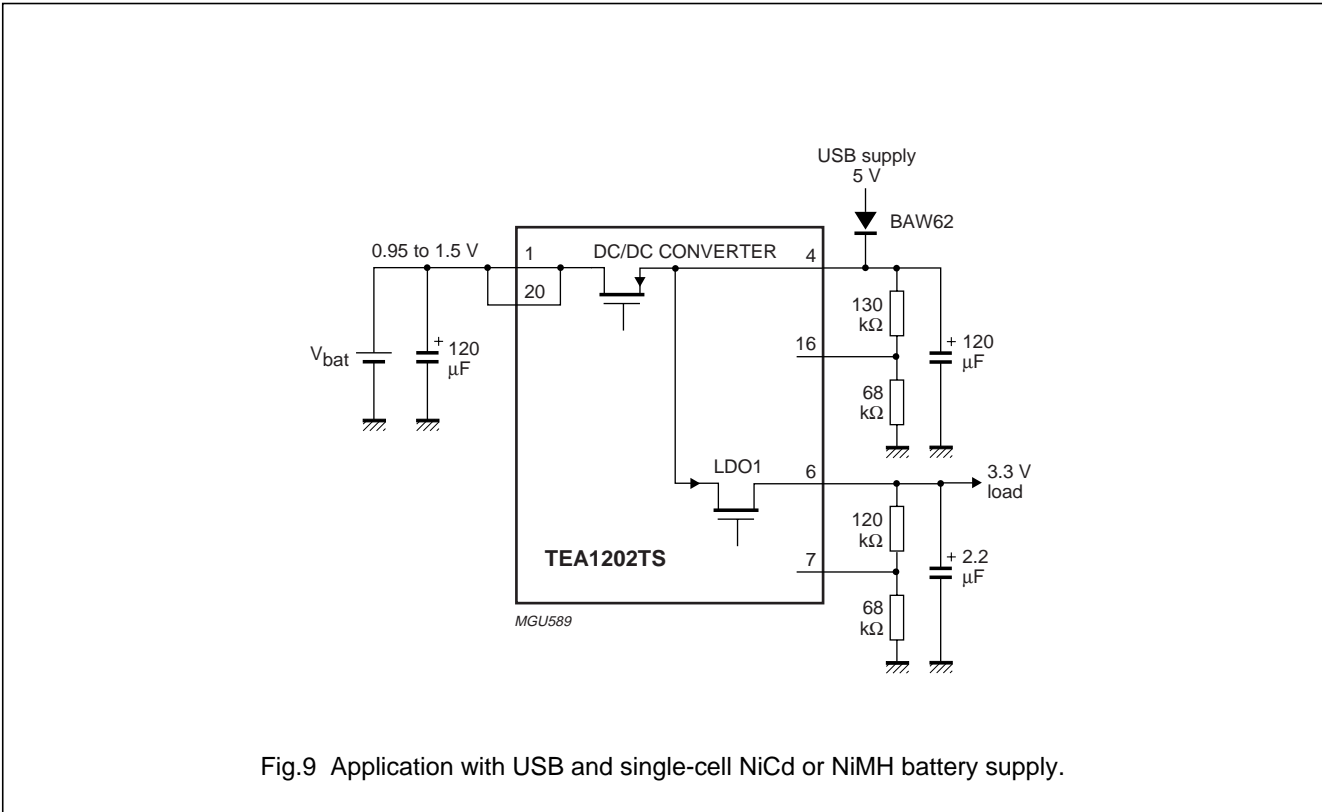 USB supply
5 V
BAW62
0.95 to 1.5 V
1
DC/DC CONVERTER
4
20
130
kΩ
V_bat
+ 120
μF
16
+ 120
μF
68
kΩ
LDO1
6
3.3 V
load
120
kΩ
TEA1202TS
7
+ 2.2
μF
68
kΩ
MGU589
Fig.9 Application with USB and single-cell NiCd or NiMH battery supply.